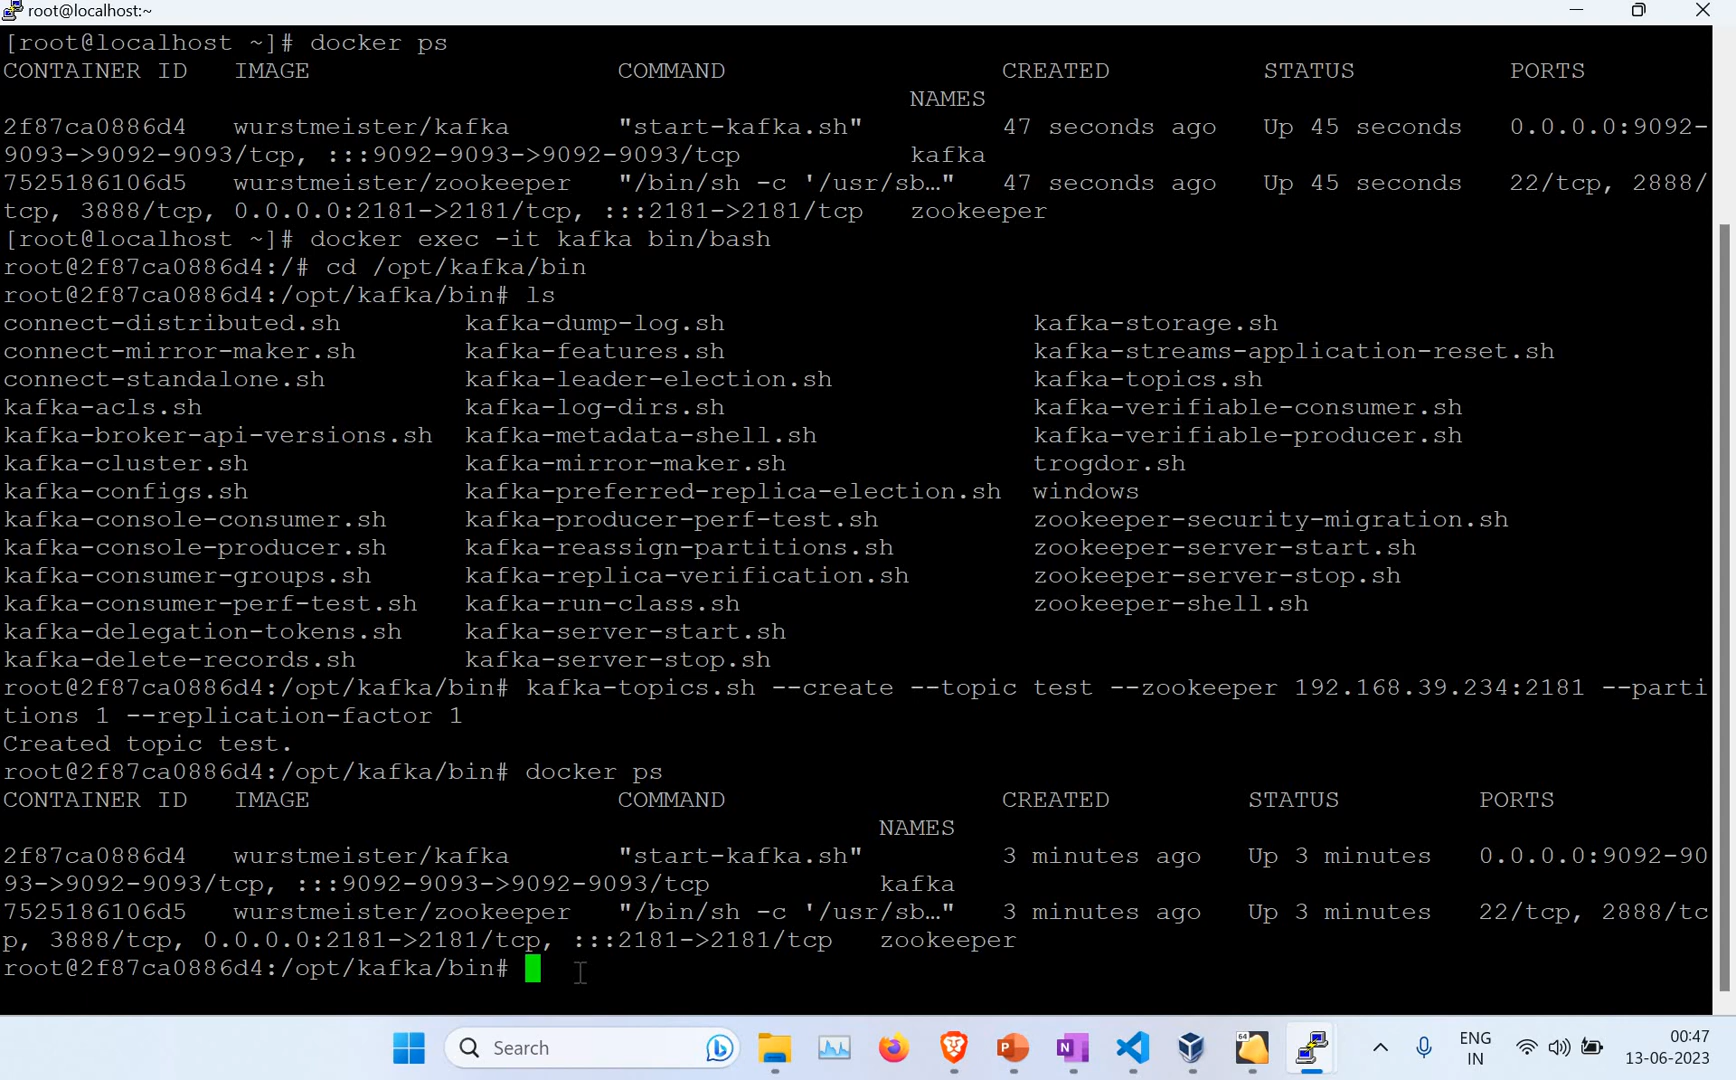 root@localhost:~
[root@localhost ~]# docker ps
CONTAINER ID   IMAGE                    COMMAND                  CREATED          STATUS          PORTS
                                                           NAMES
2f87ca0886d4   wurstmeister/kafka       "start-kafka.sh"         47 seconds ago   Up 45 seconds   0.0.0.0:9092-
9093->9092-9093/tcp, :::9092-9093->9092-9093/tcp           kafka
7525186106d5   wurstmeister/zookeeper   "/bin/sh -c '/usr/sb…"   47 seconds ago   Up 45 seconds   22/tcp, 2888/
tcp, 3888/tcp, 0.0.0.0:2181->2181/tcp, :::2181->2181/tcp   zookeeper
[root@localhost ~]# docker exec -it kafka bin/bash
root@2f87ca0886d4:/# cd /opt/kafka/bin
root@2f87ca0886d4:/opt/kafka/bin# ls
connect-distributed.sh        kafka-dump-log.sh                    kafka-storage.sh
connect-mirror-maker.sh       kafka-features.sh                    kafka-streams-application-reset.sh
connect-standalone.sh         kafka-leader-election.sh             kafka-topics.sh
kafka-acls.sh                 kafka-log-dirs.sh                    kafka-verifiable-consumer.sh
kafka-broker-api-versions.sh  kafka-metadata-shell.sh              kafka-verifiable-producer.sh
kafka-cluster.sh              kafka-mirror-maker.sh                trogdor.sh
kafka-configs.sh              kafka-preferred-replica-election.sh  windows
kafka-console-consumer.sh     kafka-producer-perf-test.sh          zookeeper-security-migration.sh
kafka-console-producer.sh     kafka-reassign-partitions.sh         zookeeper-server-start.sh
kafka-consumer-groups.sh      kafka-replica-verification.sh        zookeeper-server-stop.sh
kafka-consumer-perf-test.sh   kafka-run-class.sh                   zookeeper-shell.sh
kafka-delegation-tokens.sh    kafka-server-start.sh
kafka-delete-records.sh       kafka-server-stop.sh
root@2f87ca0886d4:/opt/kafka/bin# kafka-topics.sh --create --topic test --zookeeper 192.168.39.234:2181 --parti
tions 1 --replication-factor 1
Created topic test.
root@2f87ca0886d4:/opt/kafka/bin# docker ps
CONTAINER ID   IMAGE                    COMMAND                  CREATED         STATUS         PORTS
                                                         NAMES
2f87ca0886d4   wurstmeister/kafka       "start-kafka.sh"         3 minutes ago   Up 3 minutes   0.0.0.0:9092-90
93->9092-9093/tcp, :::9092-9093->9092-9093/tcp           kafka
7525186106d5   wurstmeister/zookeeper   "/bin/sh -c '/usr/sb…"   3 minutes ago   Up 3 minutes   22/tcp, 2888/tc
p, 3888/tcp, 0.0.0.0:2181->2181/tcp, :::2181->2181/tcp   zookeeper
root@2f87ca0886d4:/opt/kafka/bin#
Search
64
ENG
IN
00:47
13-06-2023